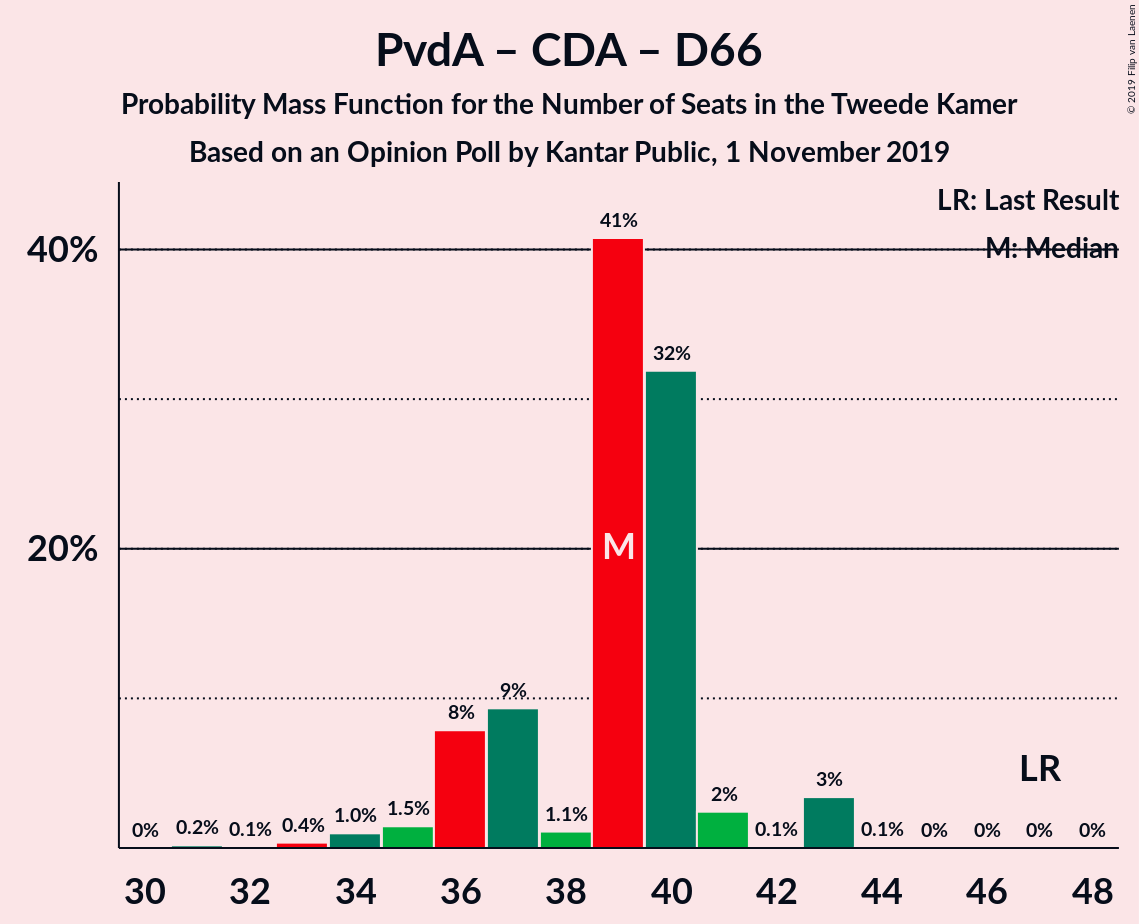 PvdA – CDA – D66
Probability Mass Function for the Number of Seats in the Tweede Kamer
Based on an Opinion Poll by Kantar Public, 1 November 2019
© 2019 Filip van Laenen
LR: Last Result
M: Median
40%
20%
0%
0.2%
0.1%
0.4%
1.0%
1.5%
8%
9%
1.1%
41%
32%
2%
0.1%
3%
0.1%
0%
0%
0%
0%
M
LR
30 32 34 36 38 40 42 44 46 48